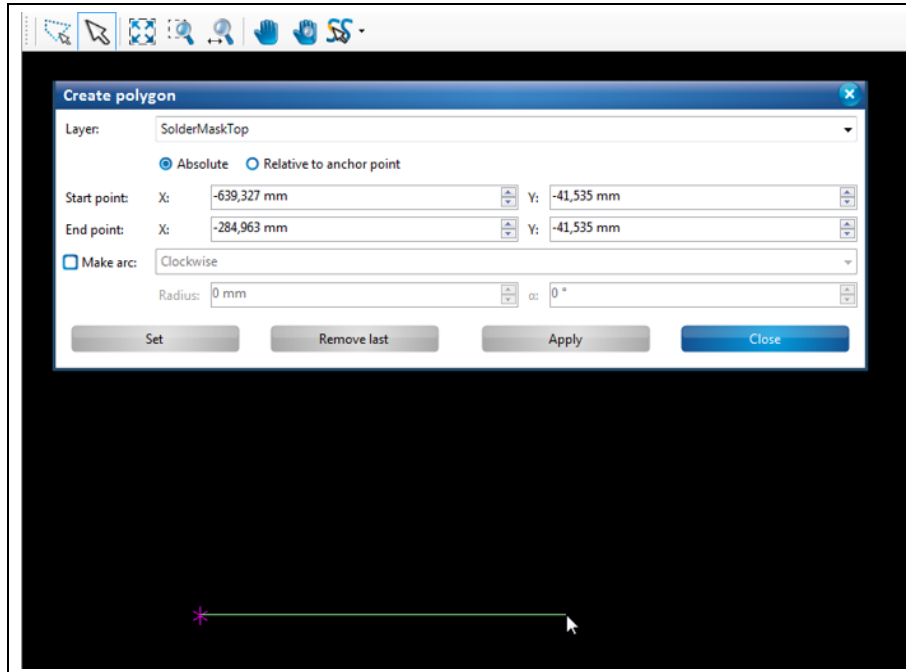 Create polygon
Layer: SolderMaskTop
Absolute Relative to anchor point
Start point: X: -639,327 mm Y: -41,535 mm
End point: X: -284,963 mm Y: -41,535 mm
Make arc: Clockwise
Radius: 0 mm α: 0 °
Set Remove last Apply Close